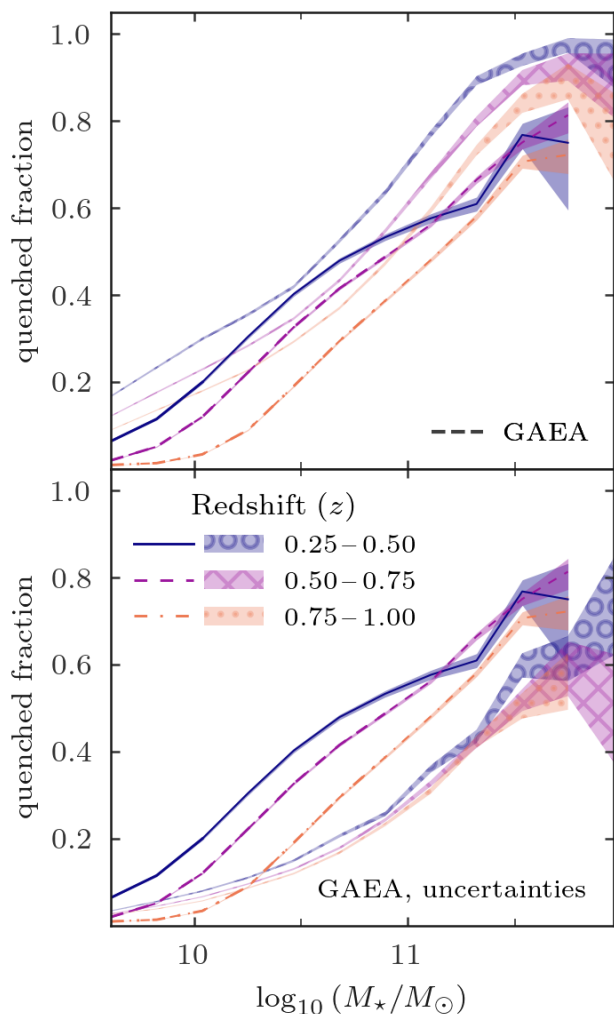 1.0
0.8
0.6
0.4
0.2
quenched fraction
GAEA
1.0
0.8
0.6
0.4
0.2
quenched fraction
Redshift (z)
0.25–0.50
0.50–0.75
0.75–1.00
GAEA, uncertainties
10 11
log₁₀ (M⋆/M⊙)